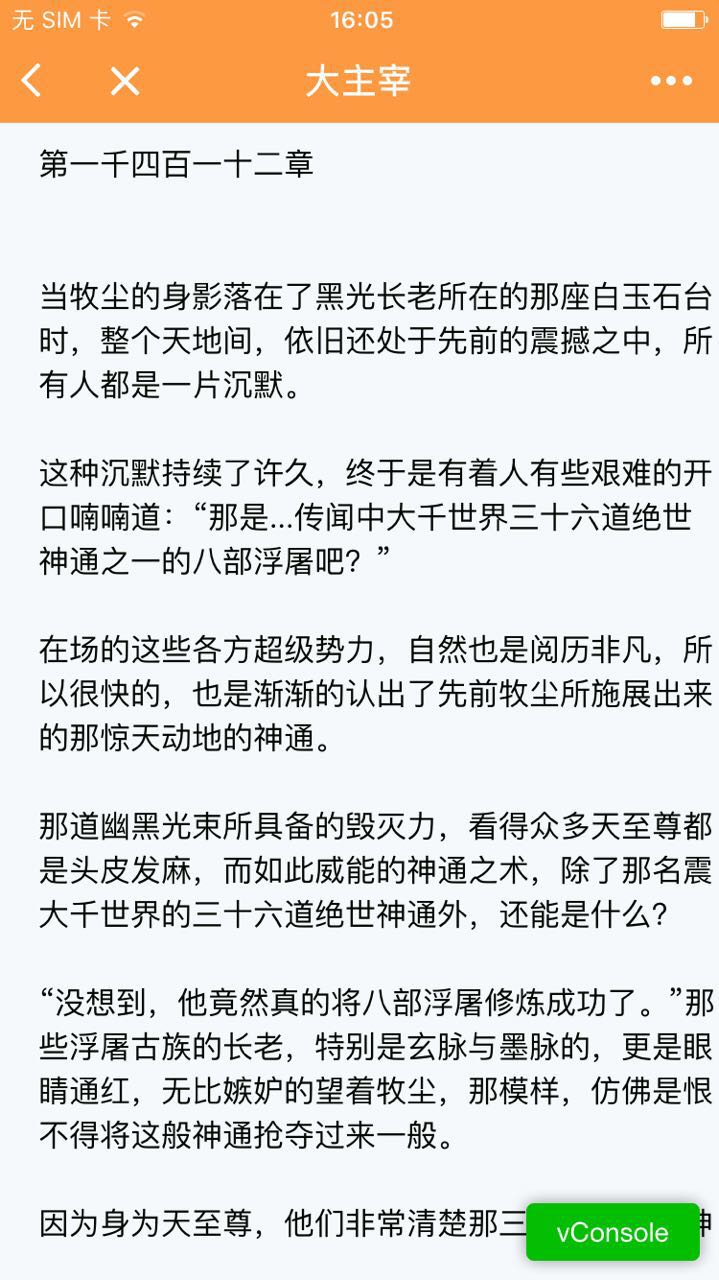 无 SIM 卡
16:05
大主宰
第一千四百一十二章
当牧尘的身影落在了黑光长老所在的那座白玉石台
时，整个天地间，依旧还处于先前的震撼之中，所
有人都是一片沉默。
这种沉默持续了许久，终于是有着人有些艰难的开
口喃喃道：“那是...传闻中大千世界三十六道绝世
神通之一的八部浮屠吧？”
在场的这些各方超级势力，自然也是阅历非凡，所
以很快的，也是渐渐的认出了先前牧尘所施展出来
的那惊天动地的神通。
那道幽黑光束所具备的毁灭力，看得众多天至尊都
是头皮发麻，而如此威能的神通之术，除了那名震
大千世界的三十六道绝世神通外，还能是什么？
“没想到，他竟然真的将八部浮屠修炼成功了。”那
些浮屠古族的长老，特别是玄脉与墨脉的，更是眼
睛通红，无比嫉妒的望着牧尘，那模样，仿佛是恨
不得将这般神通抢夺过来一般。
因为身为天至尊，他们非常清楚那三
vConsole